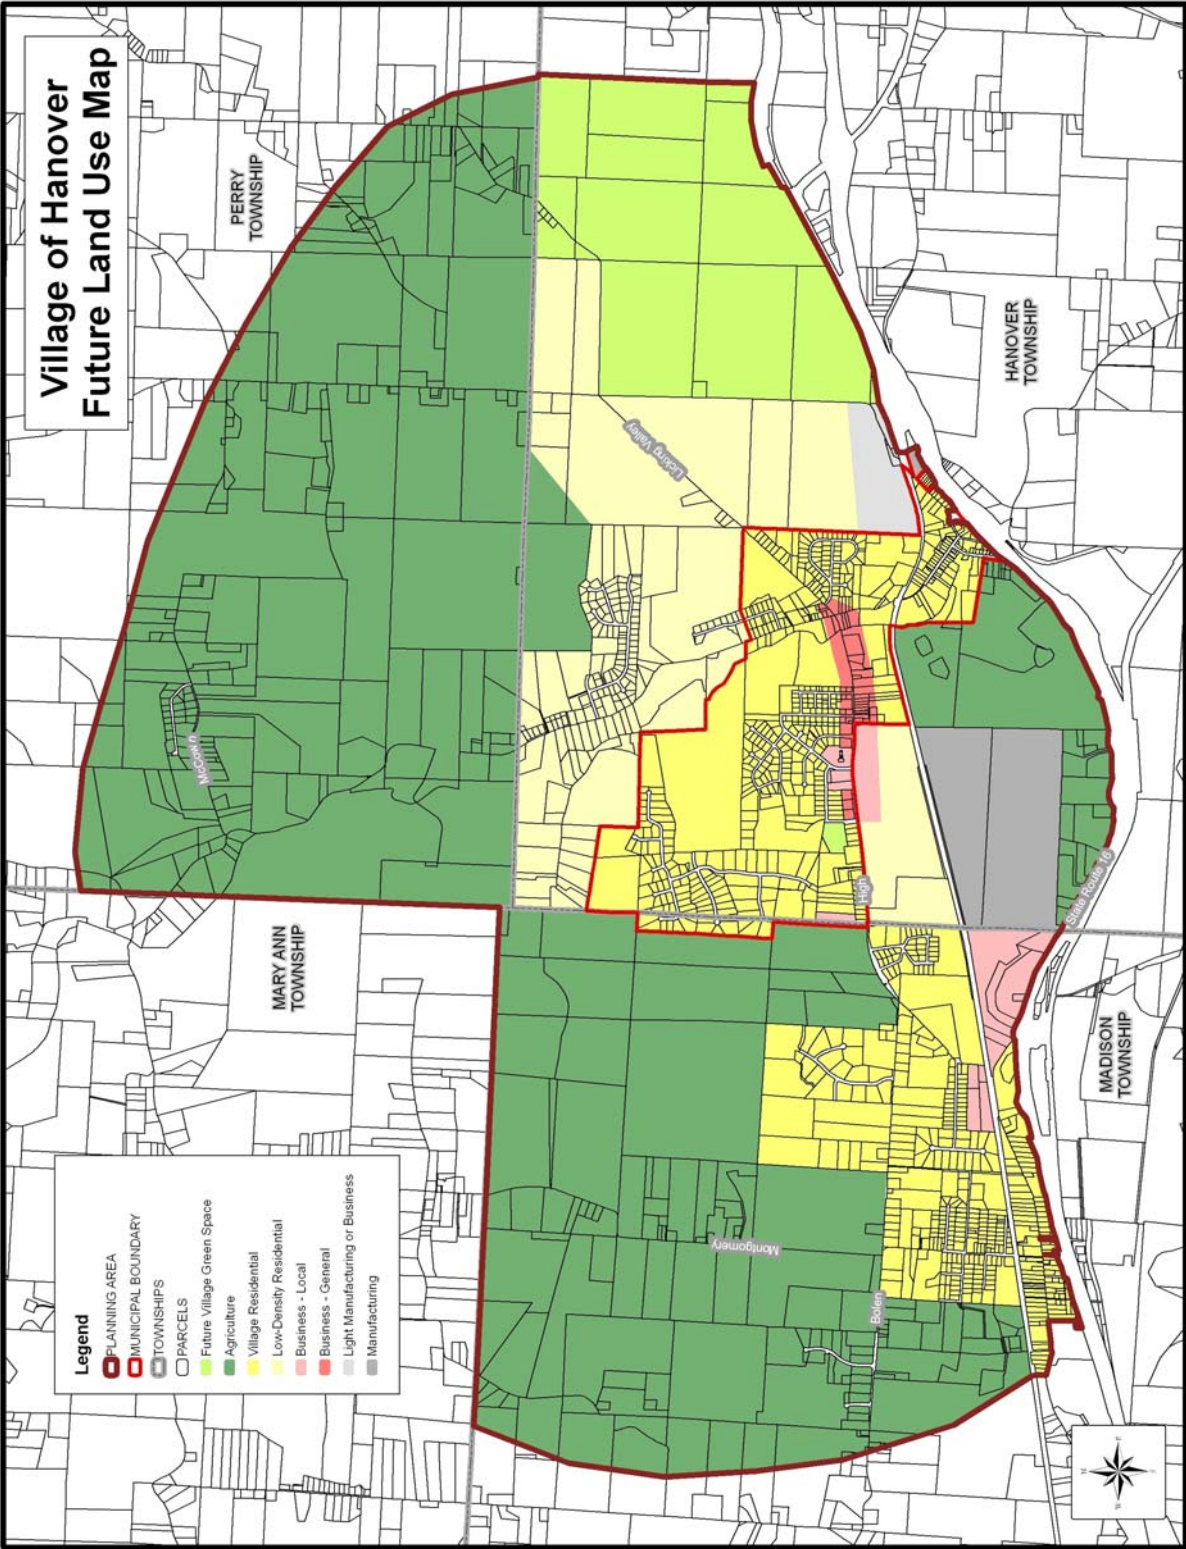 Village of Hanover
Future Land Use Map
PERRY
TOWNSHIP
MARY ANN
TOWNSHIP
HANOVER
TOWNSHIP
MADISON
TOWNSHIP
McCown
Licking Valley
High
State Route 16
Montgomery
Bolen
Legend
PLANNING AREA
MUNICIPAL BOUNDARY
TOWNSHIPS
PARCELS
Future Village Green Space
Agriculture
Village Residential
Low-Density Residential
Business - Local
Business - General
Light Manufacturing or Business
Manufacturing